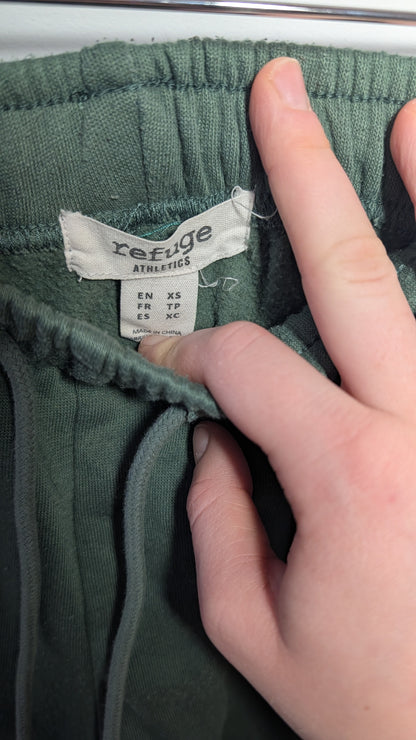 refuge
ATHLETICS
EN XS
FR TP
ES XC
MADE IN CHINA